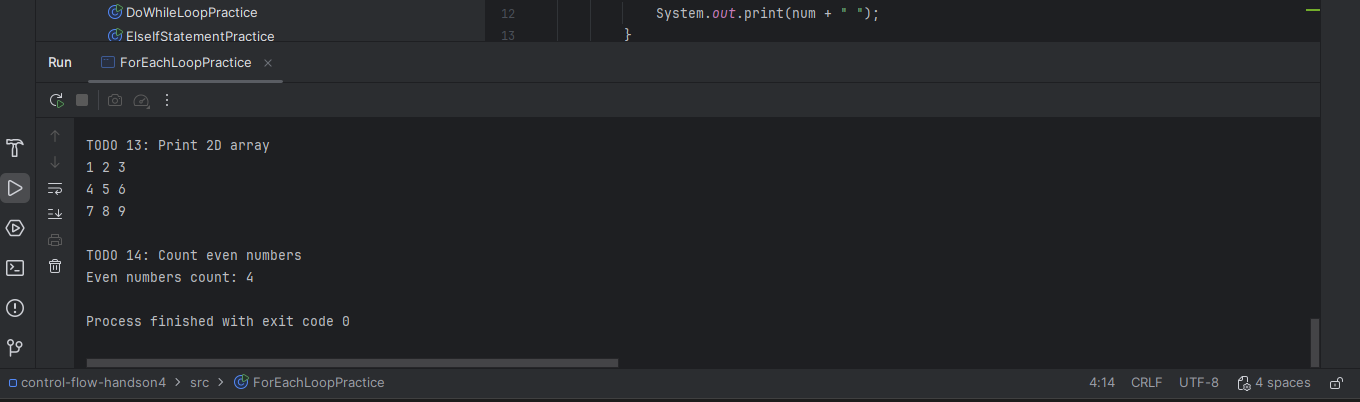 DoWhileLoopPractice
ElseIfStatementPractice
12 System.out.print(num + " ");
13 }
Run ForEachLoopPractice ×
TODO 13: Print 2D array
1 2 3
4 5 6
7 8 9
TODO 14: Count even numbers
Even numbers count: 4
Process finished with exit code 0
control-flow-handson4 > src > ForEachLoopPractice 4:14 CRLF UTF-8 4 spaces